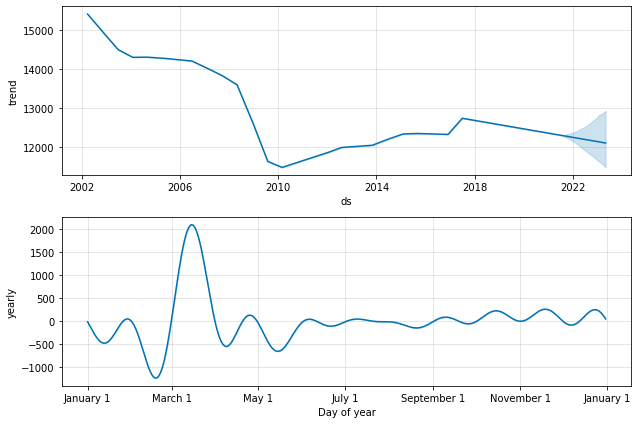 15000
14000
13000
12000
trend
2002 2006 2010 2014 2018 2022
ds
2000
1500
1000
500
0
−500
−1000
yearly
January 1 March 1 May 1 July 1 September 1 November 1 January 1
Day of year